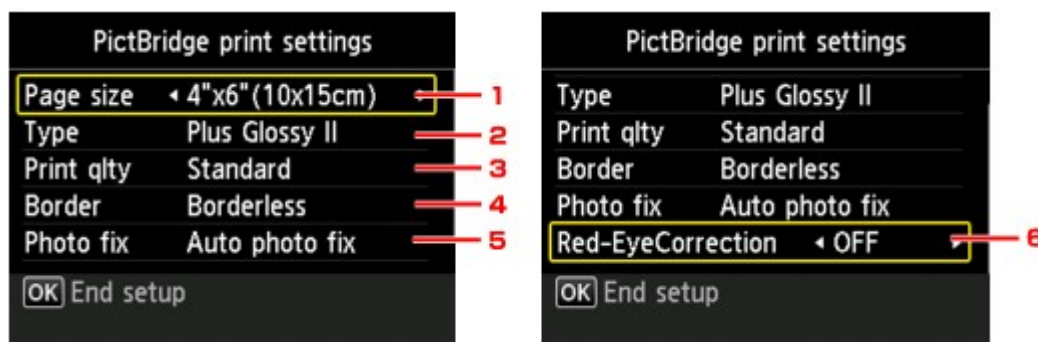 PictBridge print settings
Page size 4"x6"(10x15cm) 1
Type Plus Glossy II 2
Print qlty Standard 3
Border Borderless 4
Photo fix Auto photo fix 5
OK End setup
PictBridge print settings
Type Plus Glossy II
Print qlty Standard
Border Borderless
Photo fix Auto photo fix
Red-EyeCorrection OFF 6
OK End setup